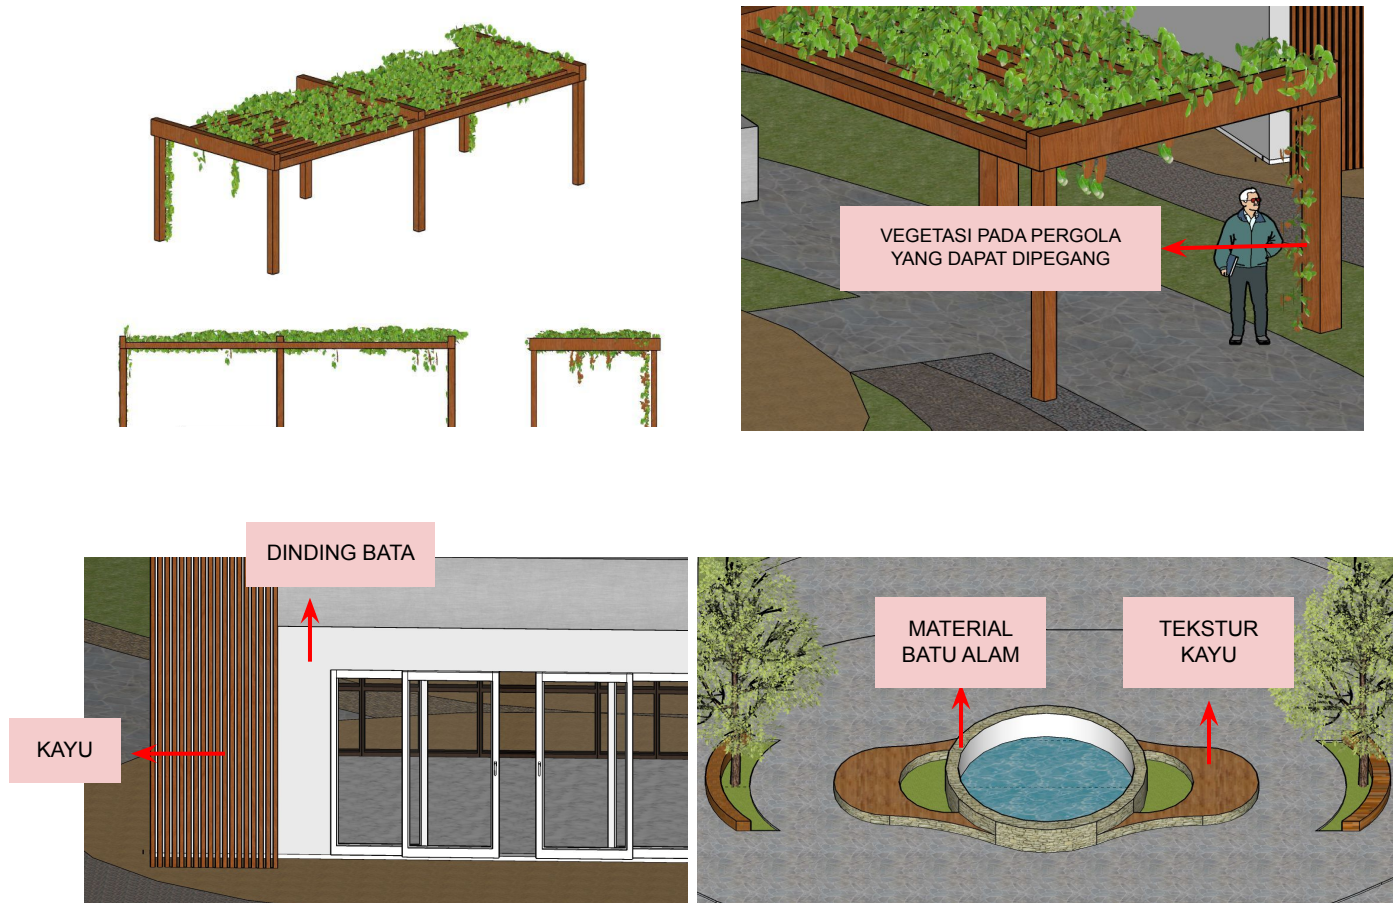 VEGETASI PADA PERGOLA
YANG DAPAT DIPEGANG
DINDING BATA
KAYU
MATERIAL
BATU ALAM
TEKSTUR
KAYU